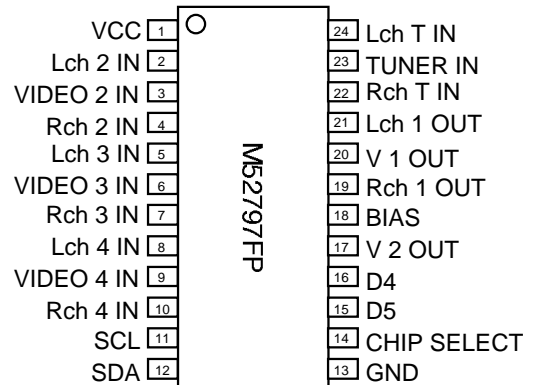 VCC 1 24 Lch T IN
Lch 2 IN 2 23 TUNER IN
VIDEO 2 IN 3 22 Rch T IN
Rch 2 IN 4 21 Lch 1 OUT
Lch 3 IN 5 20 V 1 OUT
VIDEO 3 IN 6 19 Rch 1 OUT
Rch 3 IN 7 18 BIAS
Lch 4 IN 8 17 V 2 OUT
VIDEO 4 IN 9 16 D4
Rch 4 IN 10 15 D5
SCL 11 14 CHIP SELECT
SDA 12 13 GND
M52797FP